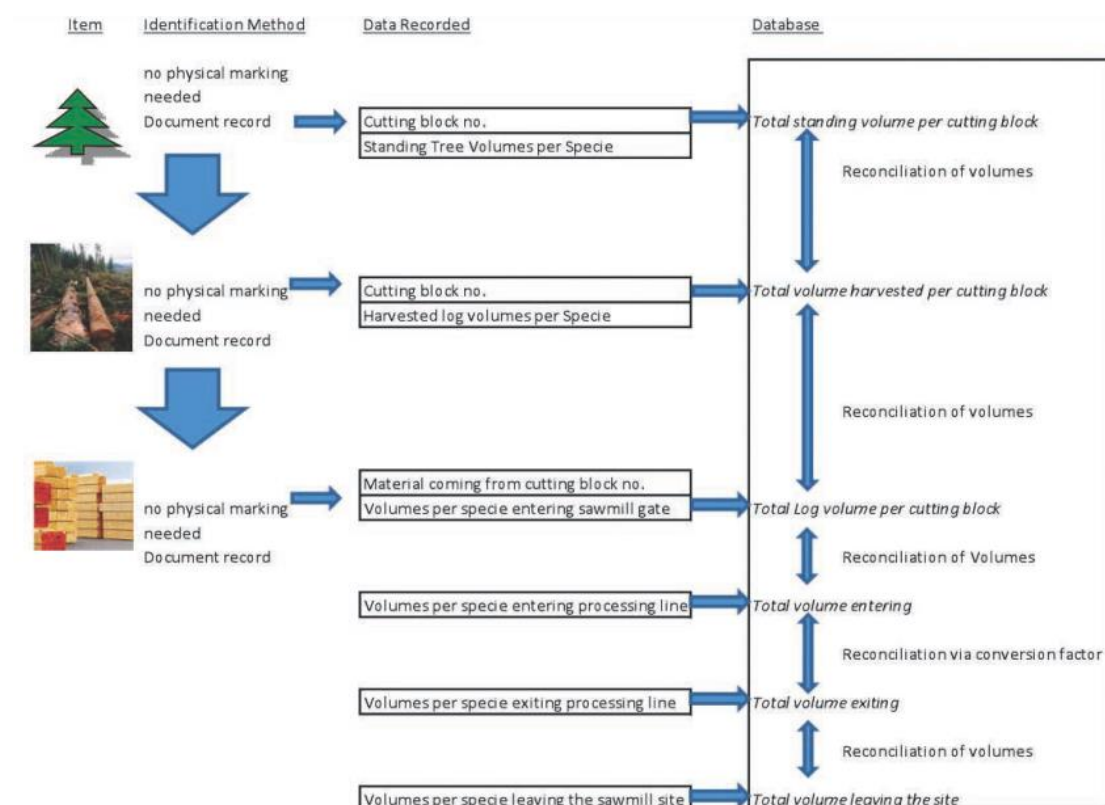 Item Identification Method Data Recorded Database
no physical marking
needed
Document record
Cutting block no.
Standing Tree Volumes per Specie
Total standing volume per cutting block
Reconciliation of volumes
no physical marking
needed
Document record
Cutting block no.
Harvested log volumes per Specie
Total volume harvested per cutting block
Reconciliation of volumes
no physical marking
needed
Document record
Material coming from cutting block no.
Volumes per specie entering sawmill gate
Total Log volume per cutting block
Reconciliation of Volumes
Volumes per specie entering processing line
Total volume entering
Reconciliation via conversion factor
Volumes per specie exiting processing line
Total volume exiting
Reconciliation of volumes
Volumes per specie leaving the sawmill site
Total volume leaving the site